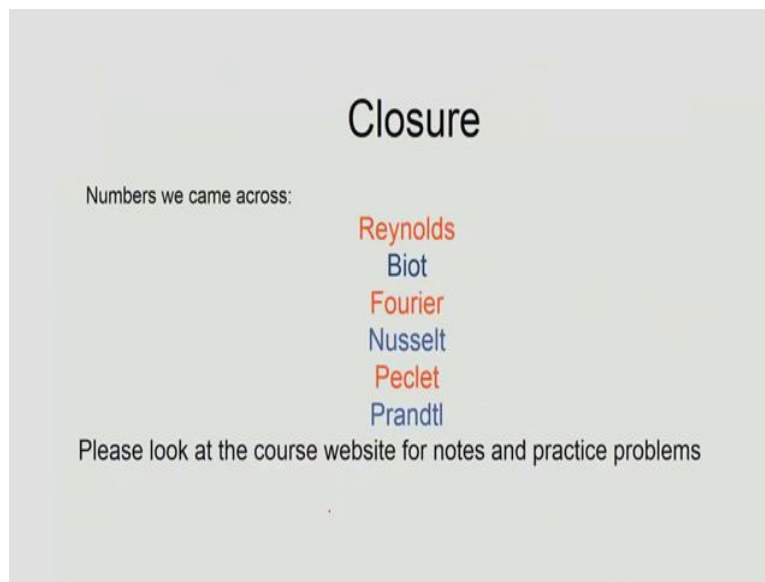 Closure
Numbers we came across:
Reynolds
Biot
Fourier
Nusselt
Peclet
Prandtl
Please look at the course website for notes and practice problems